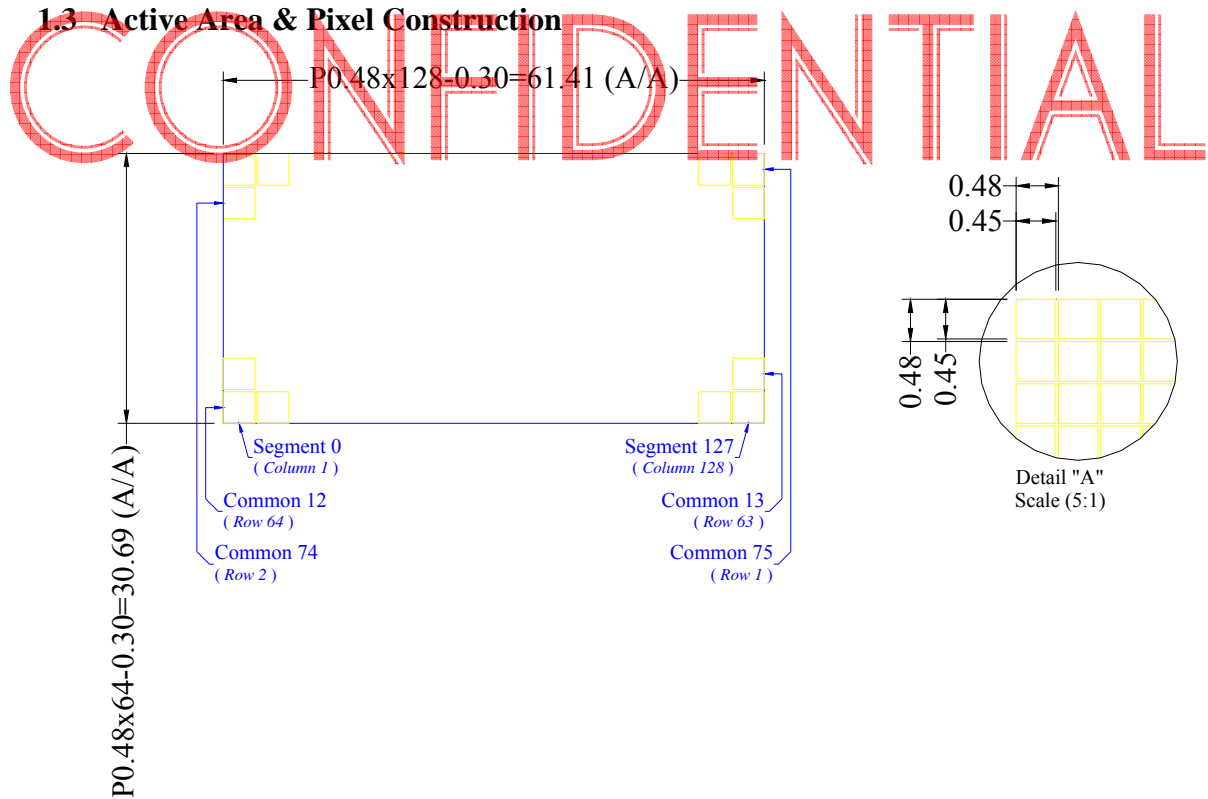 1.3 Active Area & Pixel Construction
CONFIDENTIAL
P0.48x128-0.30=61.41 (A/A)
P0.48x64-0.30=30.69 (A/A)
0.48
0.45
0.48
0.45
Segment 0
( Column 1 )
Segment 127
( Column 128 )
Common 12
( Row 64 )
Common 13
( Row 63 )
Common 74
( Row 2 )
Common 75
( Row 1 )
Detail "A"
Scale (5:1)